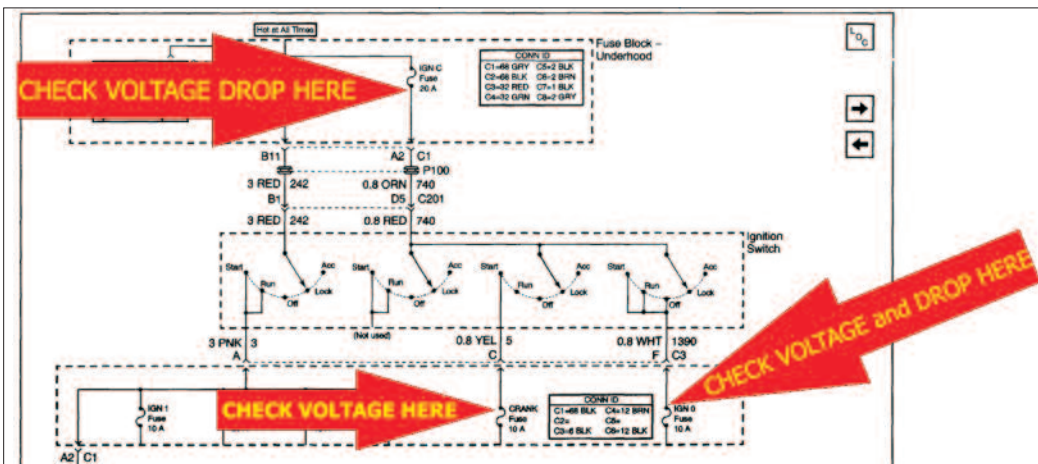 Hot at All Times
Fuse Block –
Underhood
LOC
CHECK VOLTAGE DROP HERE
IGN C
Fuse
20 A
CONN ID
C1=68 GRY C5=2 BLK
C2=68 BLK C6=2 BRN
C3=32 RED C7=1 BLK
C4=32 GRN C8=2 GRY
B11 A2 C1
P100
3 RED 242 0.8 ORN 740
B1 D5 C201
3 RED 242 0.8 RED 740
Ignition
Switch
Start Run Off Lock Acc
Start Run Off Lock Acc
Start Run Off Lock Acc
Start Run Off Lock Acc
(Not used)
3 PNK 3 0.8 YEL 5 0.8 WHT 1390
A C F C3
CHECK VOLTAGE and DROP HERE
IGN 1
Fuse
10 A
CHECK VOLTAGE HERE
CRANK
Fuse
10 A
CONN ID
C1=68 BLK C4=12 BRN
C2= C5=
C3=6 BLK C6=12 BLK
IGN 0
Fuse
10 A
A2 C1